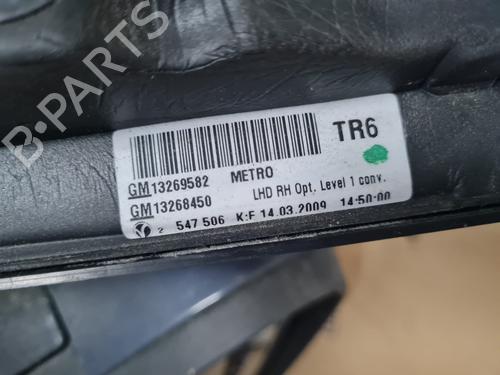 B-PARTS
TR6
GM13269582 METRO
GM13268450 LHD RH Opt. Level 1 conv.
2 547 506 K:F 14.03.2009 14:50:00